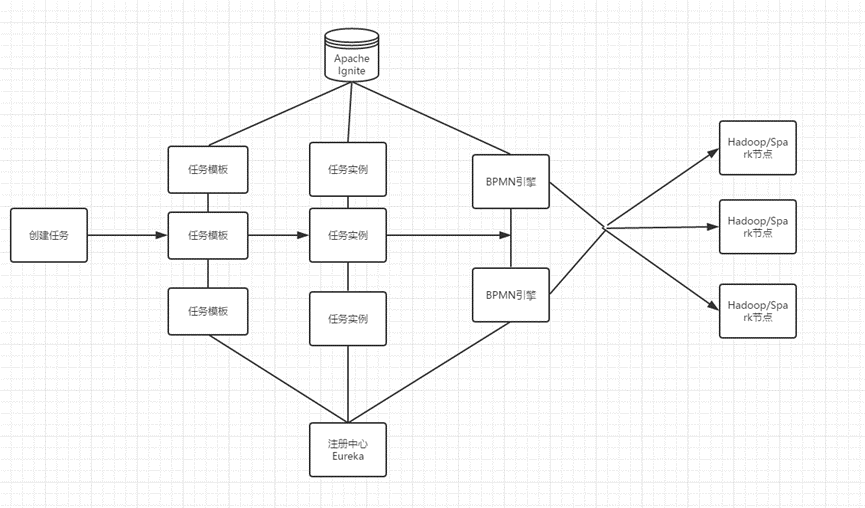 Apache
Ignite
任务模板
任务实例
BPMN引擎
Hadoop/Spa
rk节点
创建任务
任务模板
任务实例
Hadoop/Spa
rk节点
任务模板
任务实例
BPMN引擎
Hadoop/Spa
rk节点
注册中心
Eureka